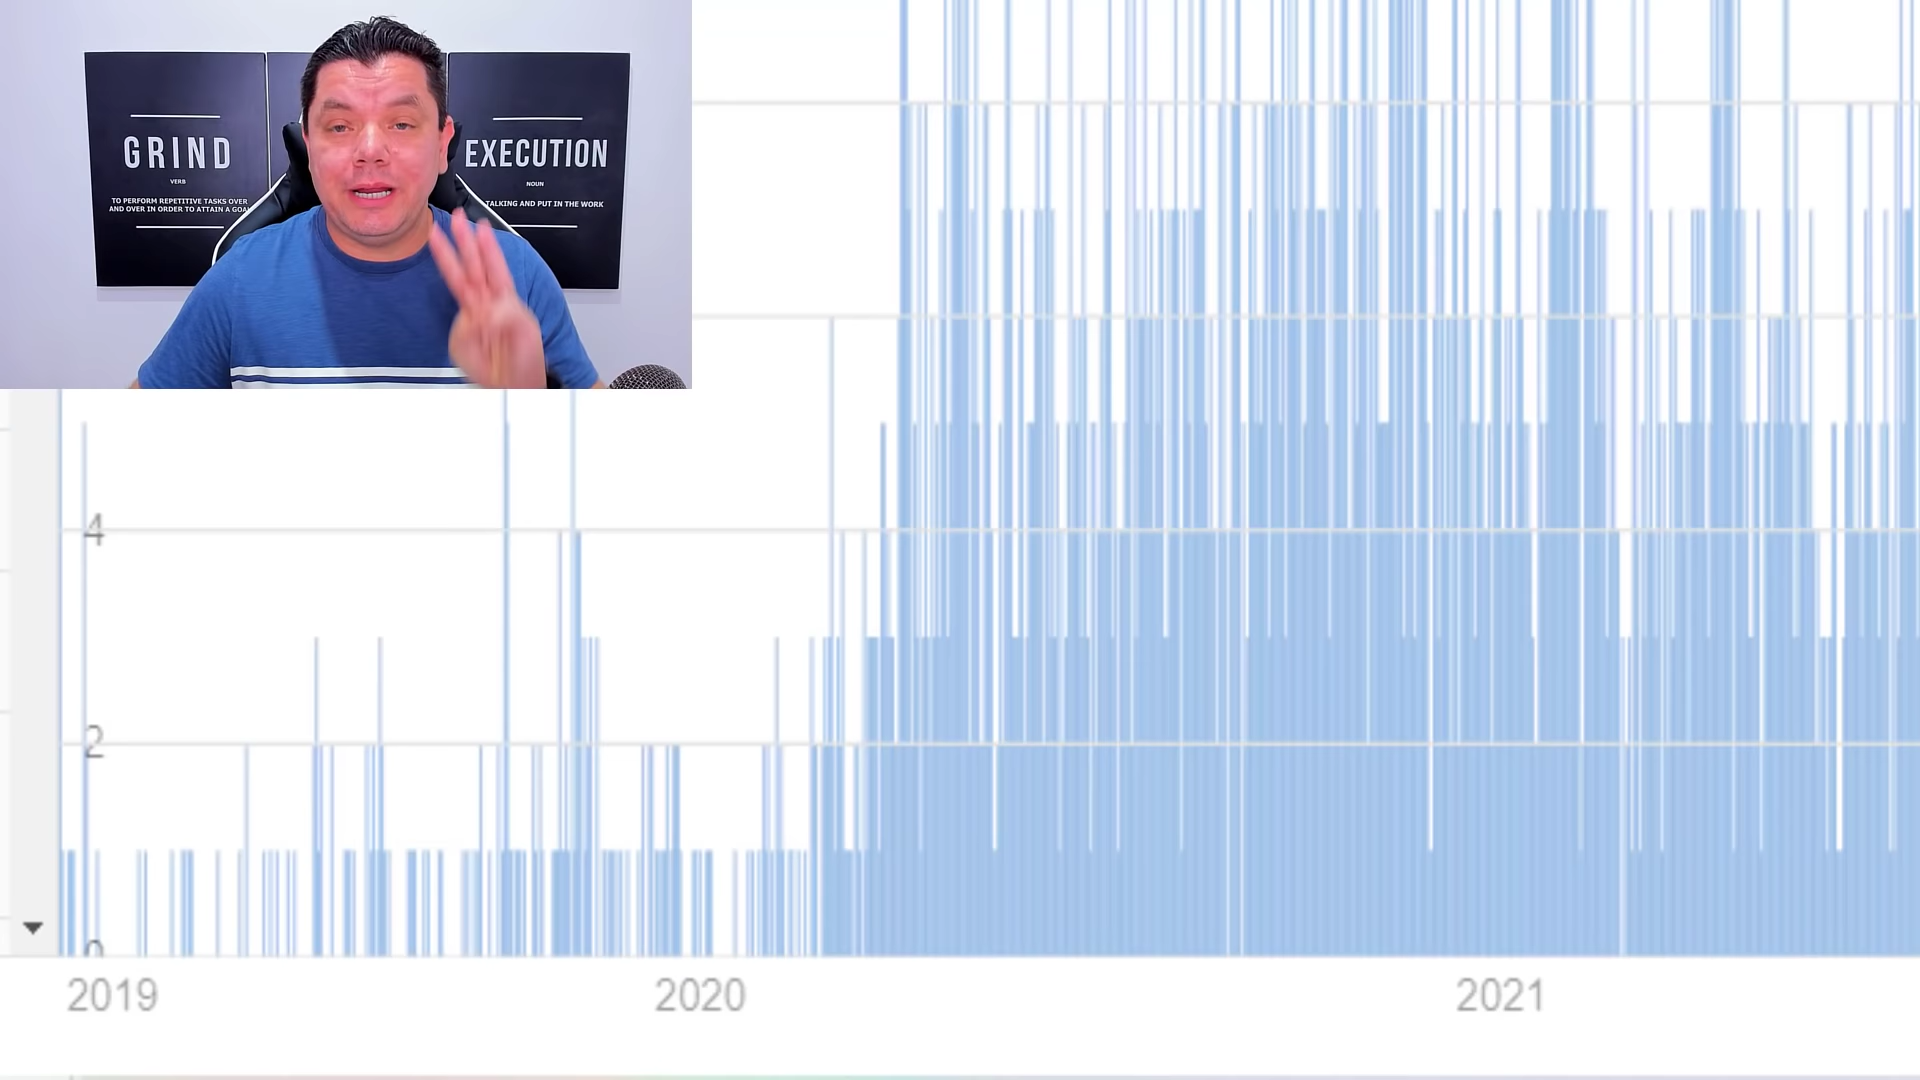 GRIND
VERB
TO PERFORM REPETITIVE TASKS OVER
AND OVER IN ORDER TO ATTAIN A GOAL
EXECUTION
NOUN
TALKING AND PUT IN THE WORK
4
2
0
2019
2020
2021